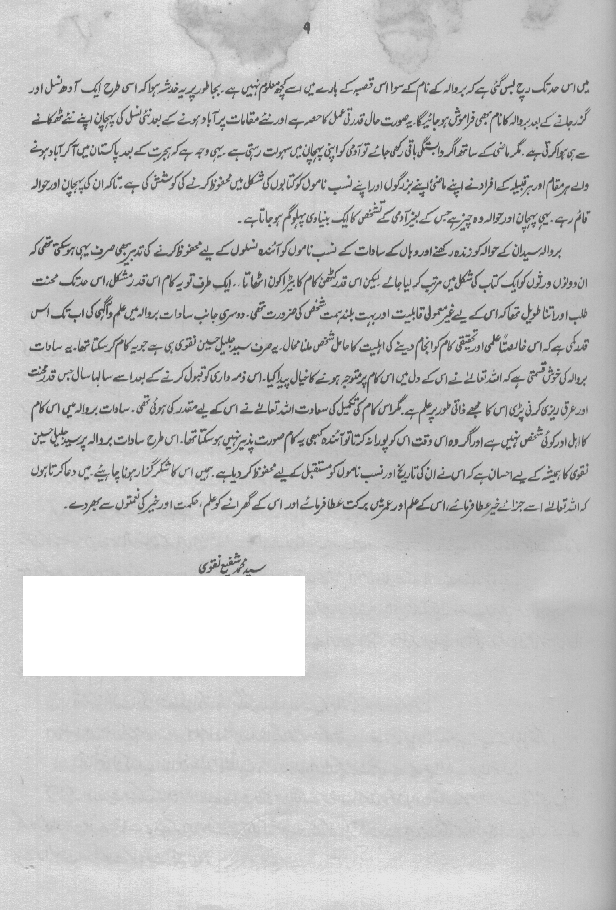 ۹
میں اس حد تک رچ بس گئی ہے کہ بروالہ کے نام کے سوا اس قصبہ کے بارے میں اسے کچھ معلوم نہیں ہے۔ بجا طور پر یہ خدشہ ہوا کہ اسی طرح ایک آدھ نسل اور
گذر جانے کے بعد بروالہ کا نام بھی فراموش ہو جائیگا۔ یہ صورت حال قدرتی عمل کا حصہ ہے اور نئے مقامات پر آباد ہونے کے بعد نئی نسل کی پہچان اپنے نئے ٹھکانے
سے ہی ہوا کرتی ہے۔ مگر ماضی کے ساتھ اگر وابستگی باقی رکھی جائے تو آدمی کو اپنی پہچان میں سہولت رہتی ہے۔ یہی وجہ ہے کہ ہجرت کے بعد پاکستان میں آکر آباد ہونے
والے ہر مقام اور ہر قبیلہ کے افراد نے اپنے ماضی اپنے بزرگوں اور اپنے نسب ناموں کو کتابوں کی شکل میں محفوظ کرنے کی کوشش کی ہے۔ تاکہ ان کی پہچان اور حوالہ
قائم رہے۔ یہی پہچان اور حوالہ وہ چیز ہے جس کے بغیر آدمی کے تشخص کا ایک بنیادی پہلو گم ہو جاتا ہے۔
بروالہ سیدان کے حوالہ کو زندہ رکھنے اور وہاں کے سادات کے نسب ناموں کو آئندہ نسلوں کے لیے محفوظ کرنے کی تدبیر بھی صرف یہی ہو سکتی تھی کہ
ان دونوں ورثوں کو ایک کتاب کی شکل میں مرتب کر لیا جائے لیکن اس قدر کٹھن کام کا بیڑا کون اٹھاتا۔۔ ایک طرف تو یہ کام اس قدر مشکل، اس حد تک محنت
طلب اور اتنا طویل تھا کہ اس کے لیے غیر معمولی قابلیت اور بہت بلند ہمت شخص کی ضرورت تھی۔ دوسری جانب سادات بروالہ میں علم و آگہی کی اب تک اس
قدر کمی ہے کہ اس خالصتاً علمی اور تحقیقی کام کو انجام دینے کی اہلیت کا حامل شخص ملنا محال۔ یہ صرف سید جلیل حسین نقوی ہی ہے جو یہ کام کر سکتا تھا۔ یہ سادات
بروالہ کی خوش قسمتی ہے کہ اللہ تعالےٰ نے اس کے دل میں اس کام پر متوجہ ہونے کا خیال پیدا کیا۔ اس ذمہ داری کو قبول کرنے کے بعد اسے سالہا سال جس قدر محنت
اور عرق ریزی کرنی پڑی اس کا مجھے ذاتی طور پر علم ہے۔ مگر اس کام کی تکمیل کی سعادت اللہ تعالےٰ نے اس کے لیے مقدر کی ہوئی تھی۔ سادات بروالہ میں اس کام
کا اہل اور کوئی شخص نہیں ہے اور اگر وہ اس وقت اس کو پورا نہ کرتا تو آئندہ کبھی یہ کام صورت پذیر نہیں ہو سکتا تھا۔ اس طرح سادات بروالہ پر سید جلیل حسین
نقوی کا ہمیشہ کے لیے احسان ہے کہ اس نے ان کی تاریخ اور نسب ناموں کو مستقبل کے لیے محفوظ کر دیا ہے۔ ہمیں اس کا شکر گزار ہونا چاہئیے۔ میں دعا کرتا ہوں
کہ اللہ تعالےٰ اسے جزائے خیر عطا فرمائے، اس کے علم اور عمر میں برکت عطا فرمائے اور اس کے گھرانے کو علم، حکمت اور خیر کی نعمتوں سے بھر دے۔
سید محمد شفیع نقوی